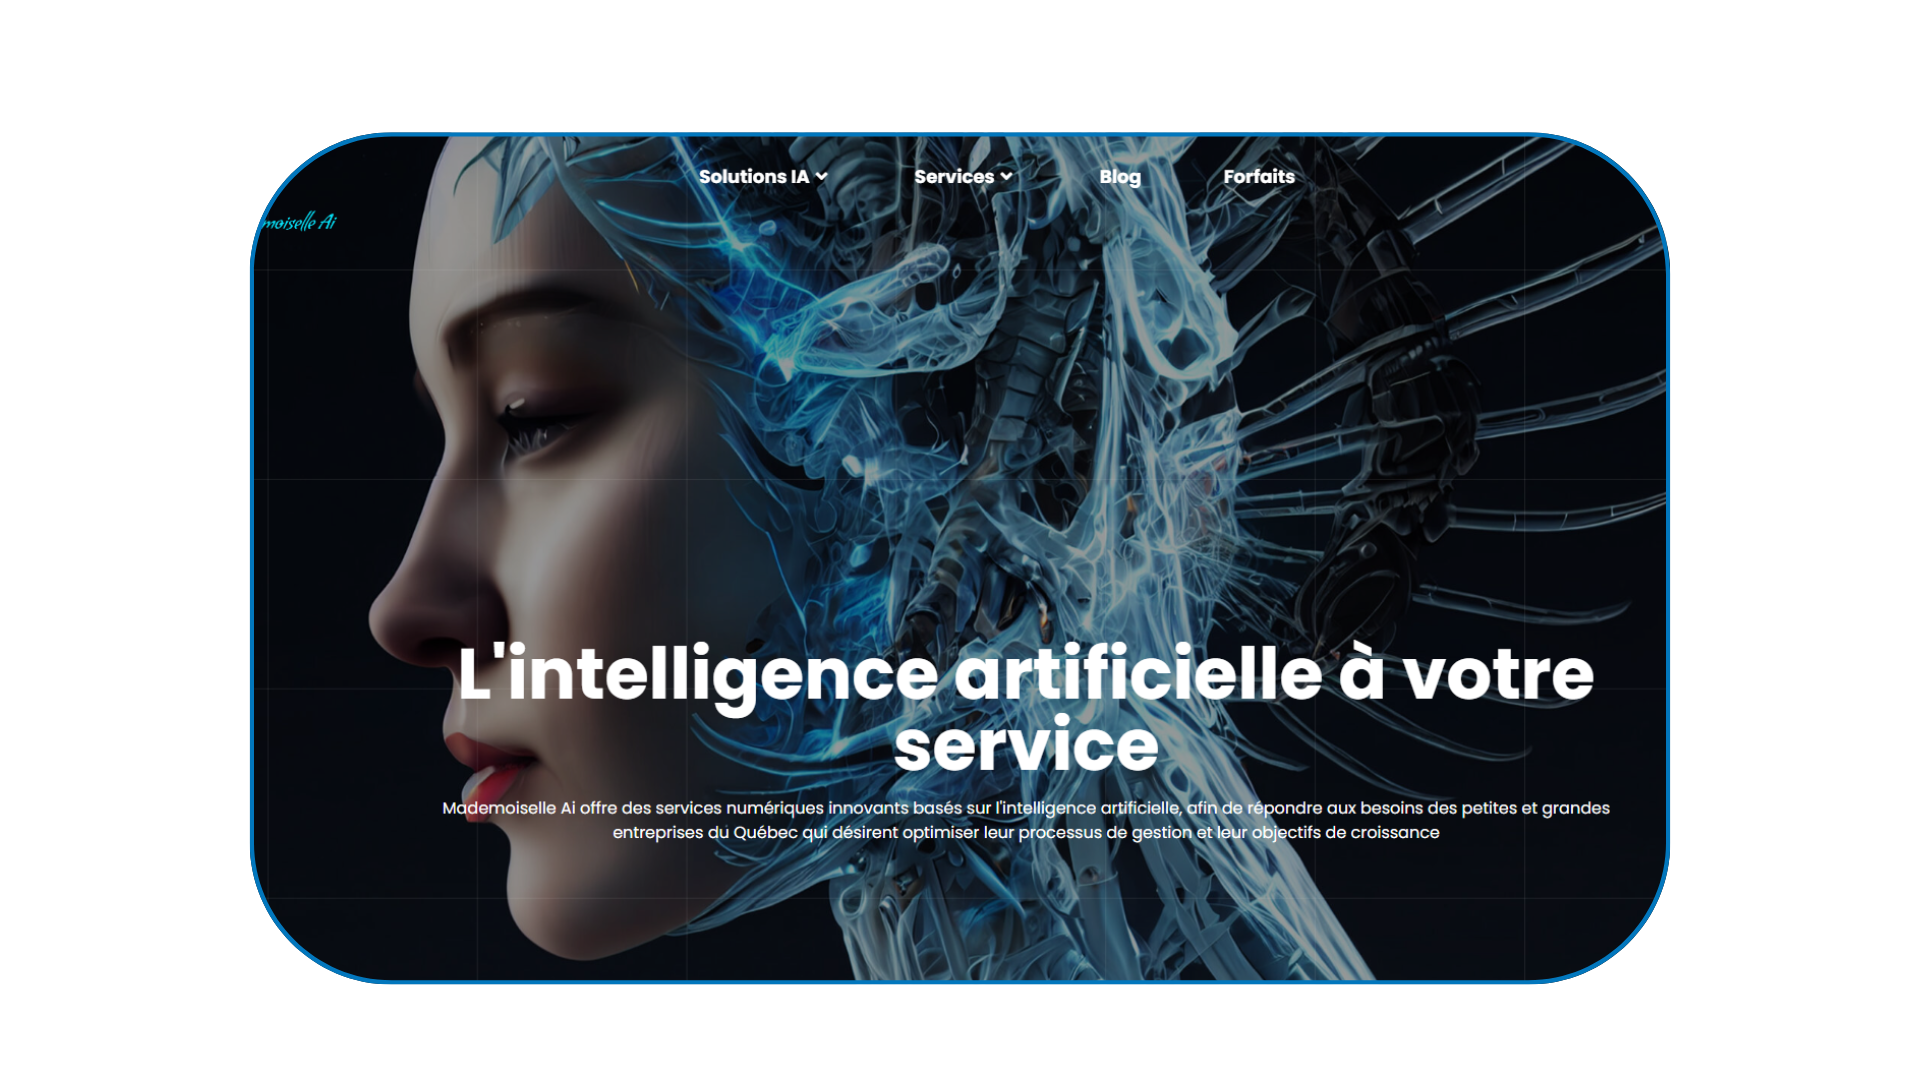 Solutions IA
Services
Blog
Forfaits
moiselle Ai
L'intelligence artificielle à votre
service
Mademoiselle Ai offre des services numériques innovants basés sur l'intelligence artificielle, afin de répondre aux besoins des petites et grandes
entreprises du Québec qui désirent optimiser leur processus de gestion et leur objectifs de croissance